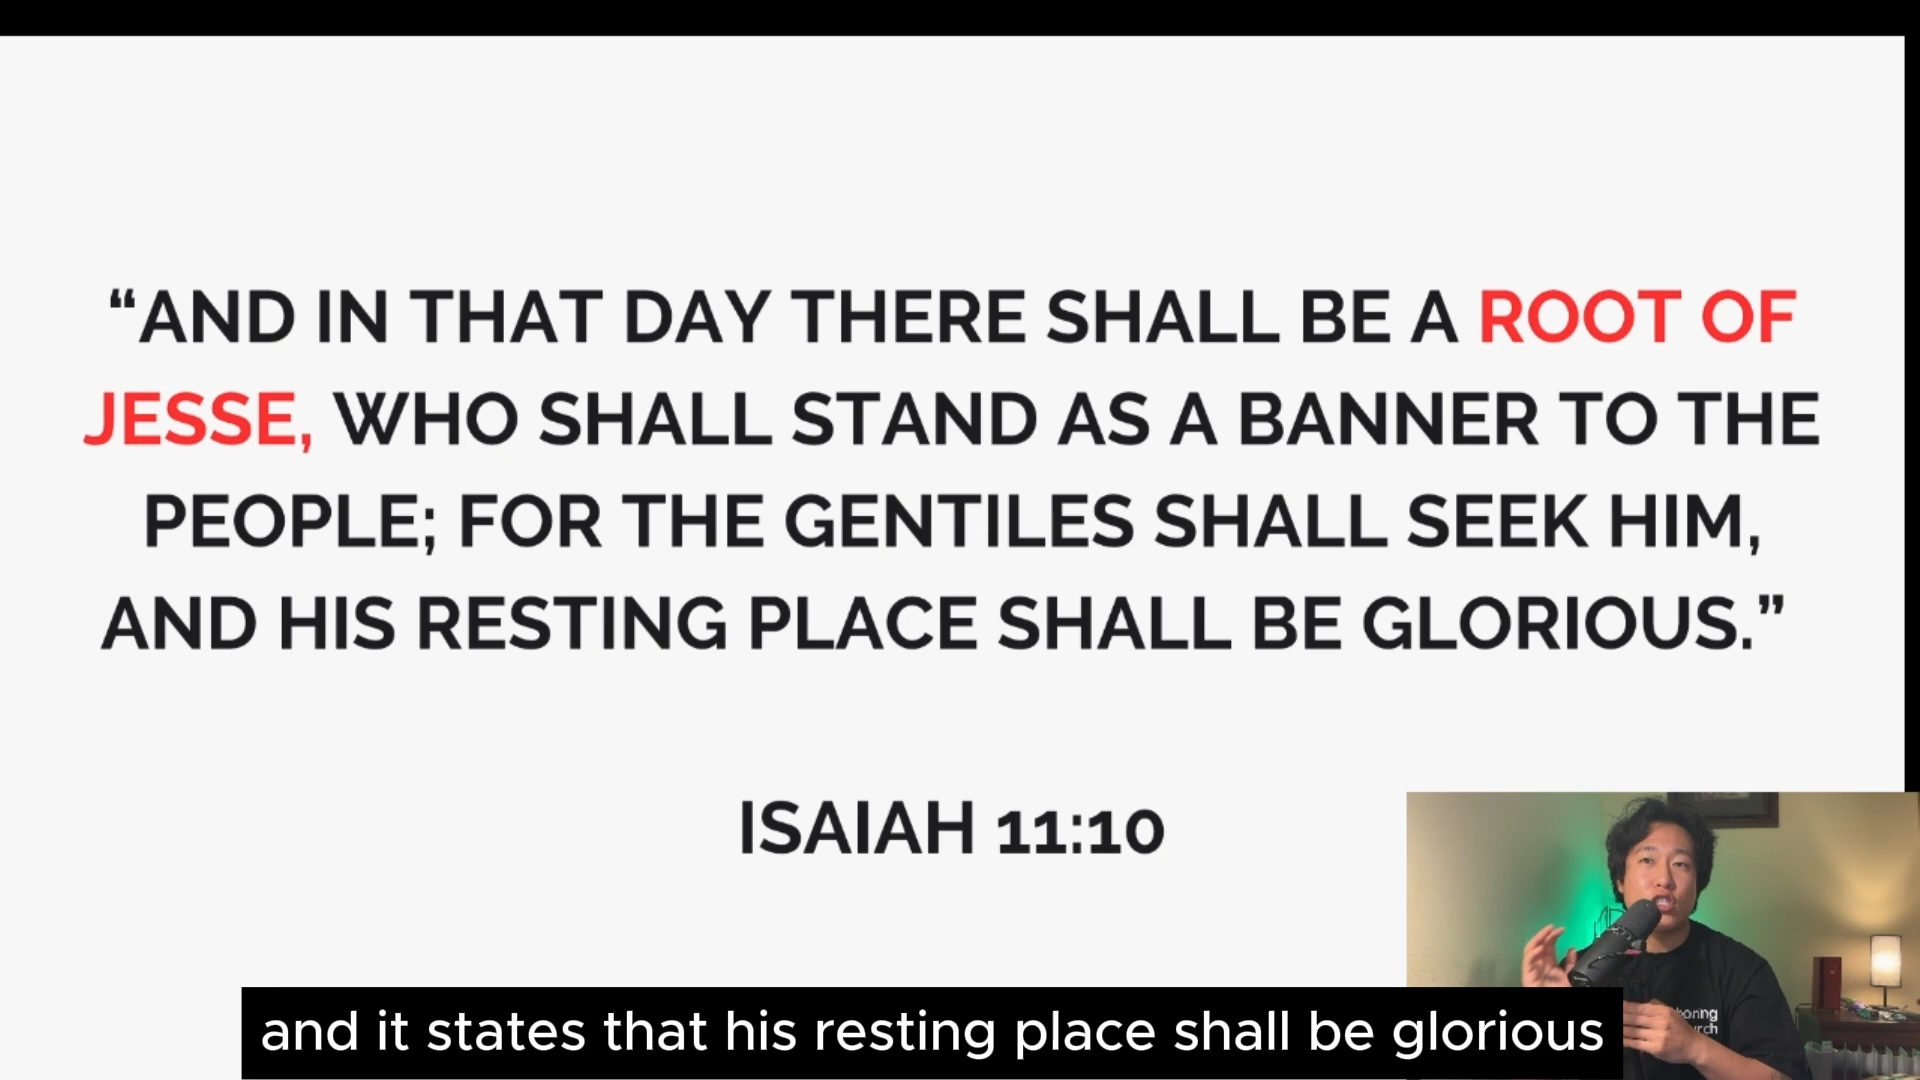 “AND IN THAT DAY THERE SHALL BE A ROOT OF
JESSE, WHO SHALL STAND AS A BANNER TO THE
PEOPLE; FOR THE GENTILES SHALL SEEK HIM,
AND HIS RESTING PLACE SHALL BE GLORIOUS.”
ISAIAH 11:10
and it states that his resting place shall be glorious